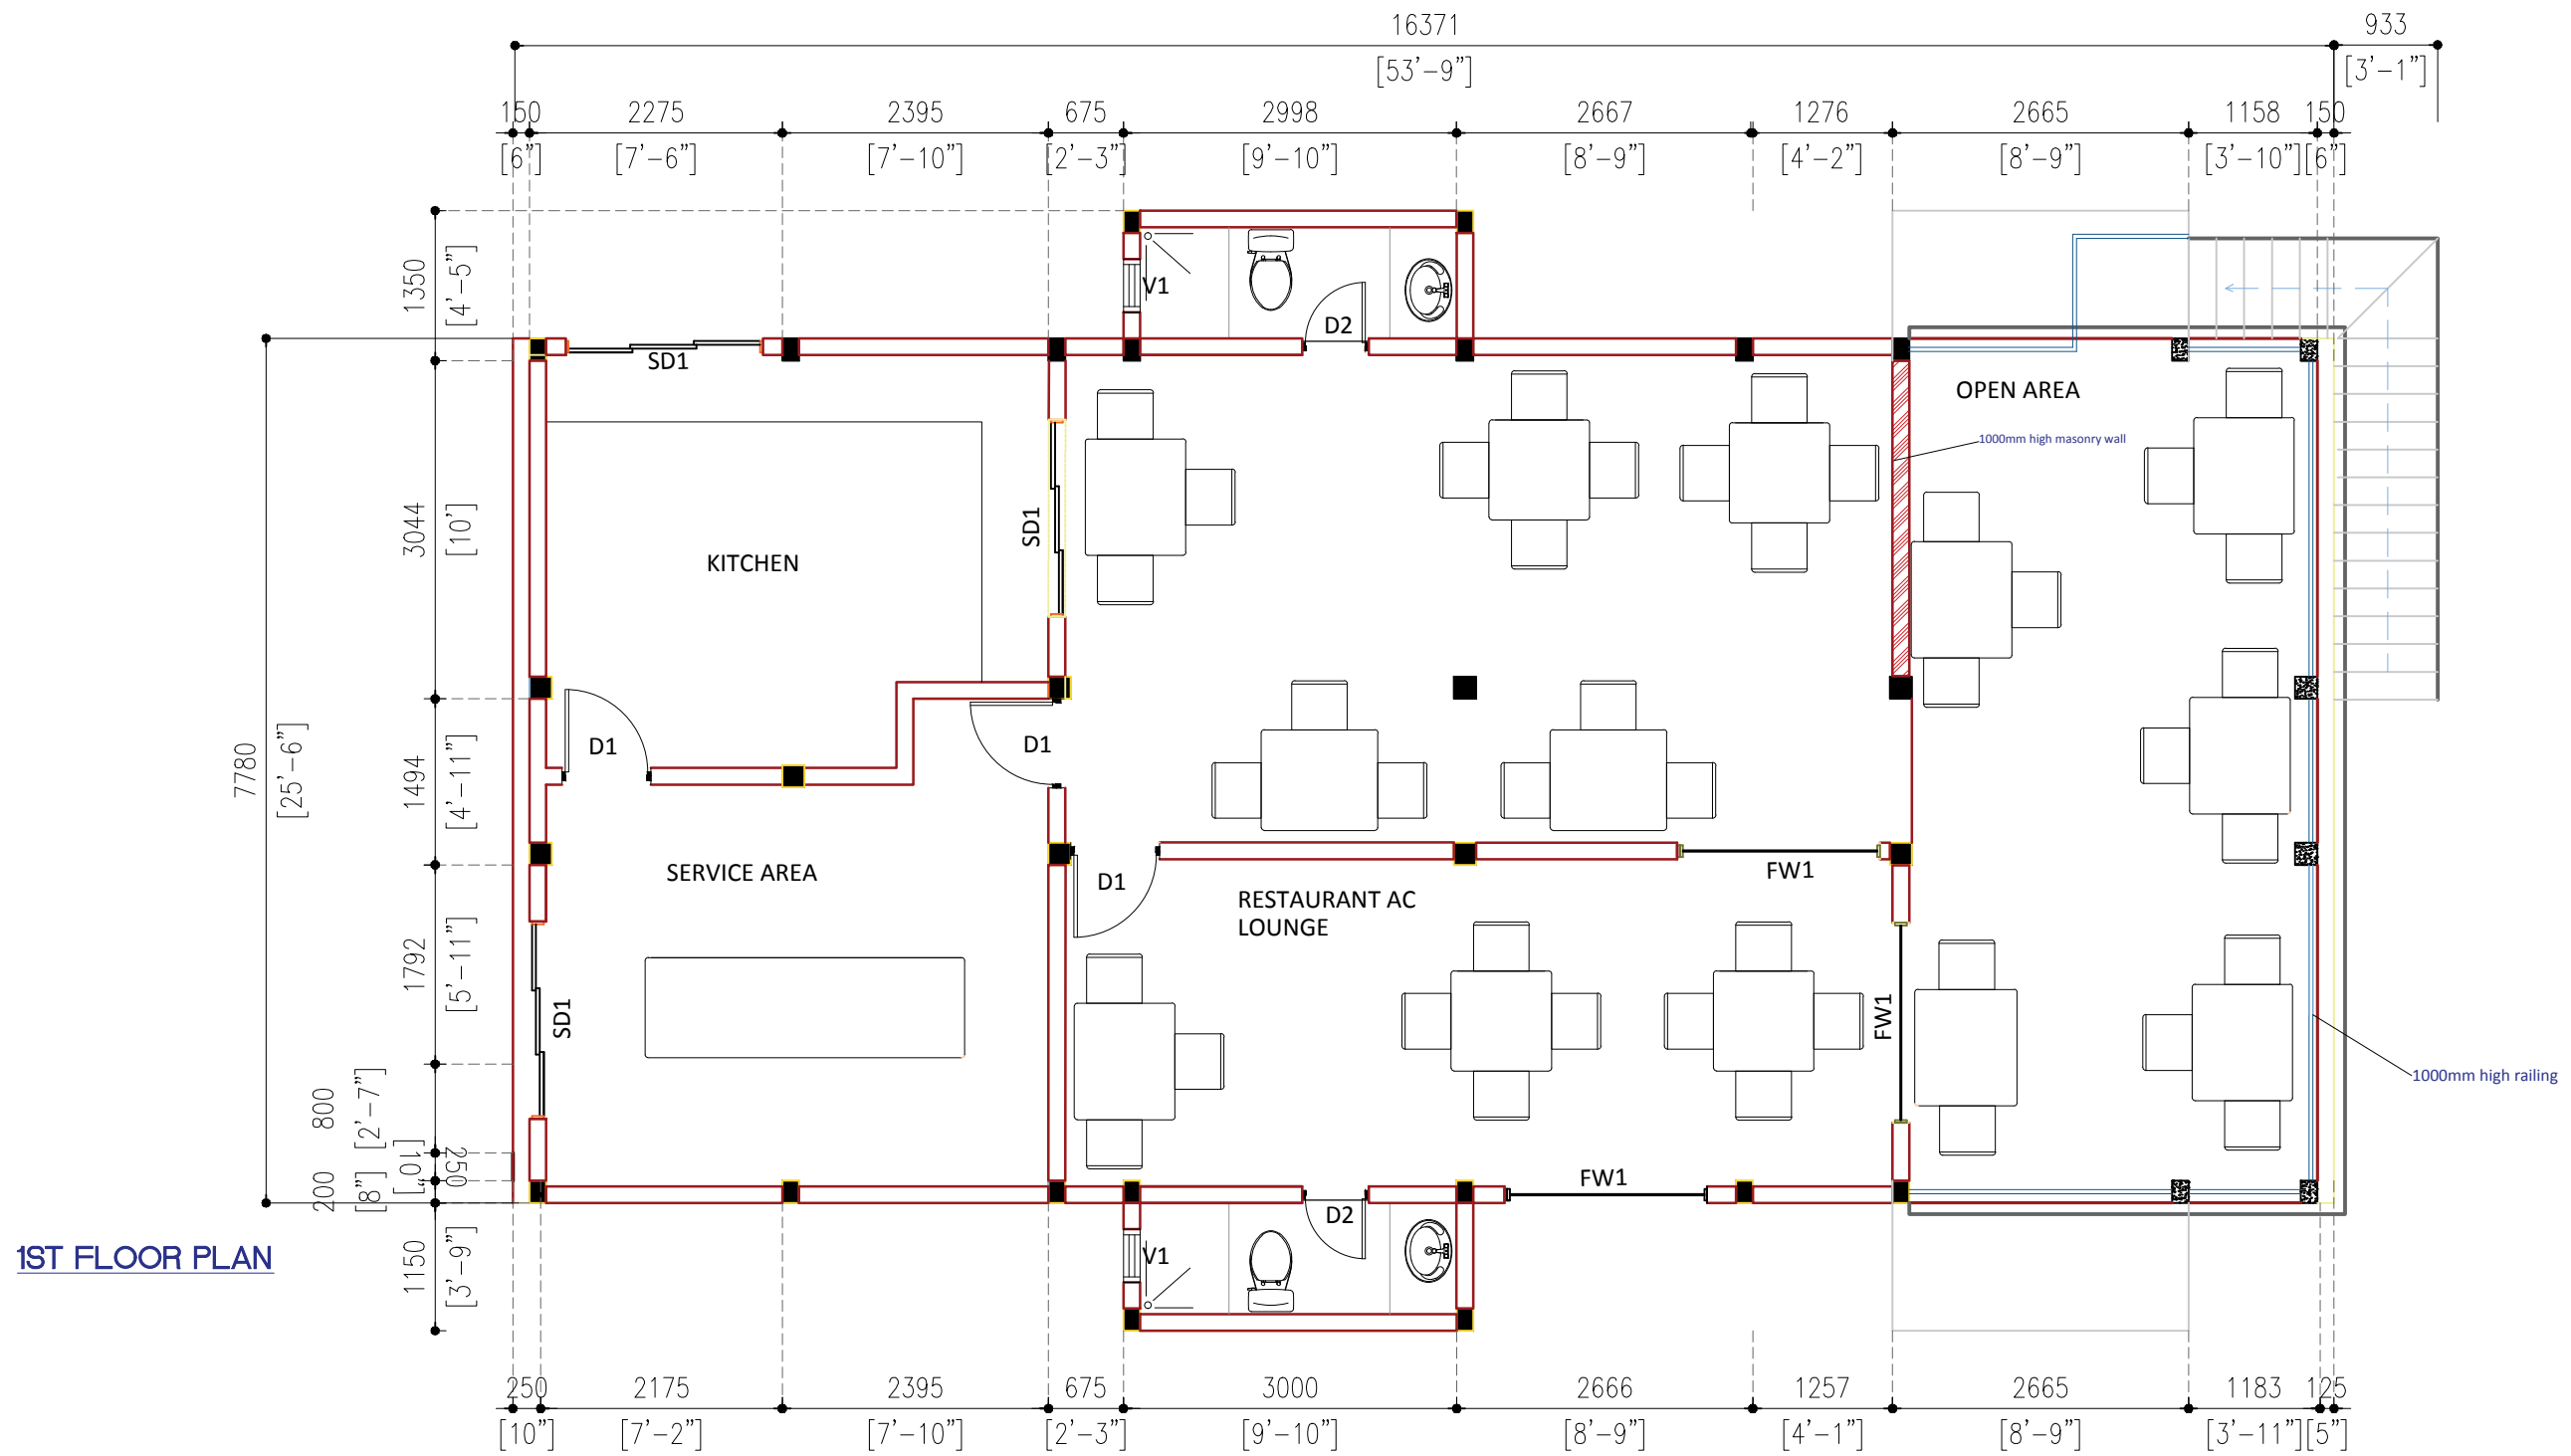 16371
933
[53'-9"]
[3'-1"]
150
2275
2395
675
2998
2667
1276
2665
1158
150
[6"]
[7'-6"]
[7'-10"]
[2'-3"]
[9'-10"]
[8'-9"]
[4'-2"]
[8'-9"]
[3'-10"]
[6"]
1350
[4'-5"]
V1
D2
SD1
OPEN AREA
1000mm high masonry wall
3044
[10']
SD1
KITCHEN
7780
[25'-6"]
1494
[4'-11"]
D1
D1
SERVICE AREA
D1
FW1
RESTAURANT AC
LOUNGE
1792
[5'-11"]
SD1
FW1
1000mm high railing
800
[2'-7"]
250
[10"]
200
[8"]
FW1
D2
1ST FLOOR PLAN
1150
[3'-9"]
V1
250
2175
2395
675
3000
2666
1257
2665
1183
125
[10"]
[7'-2"]
[7'-10"]
[2'-3"]
[9'-10"]
[8'-9"]
[4'-1"]
[8'-9"]
[3'-11"]
[5"]